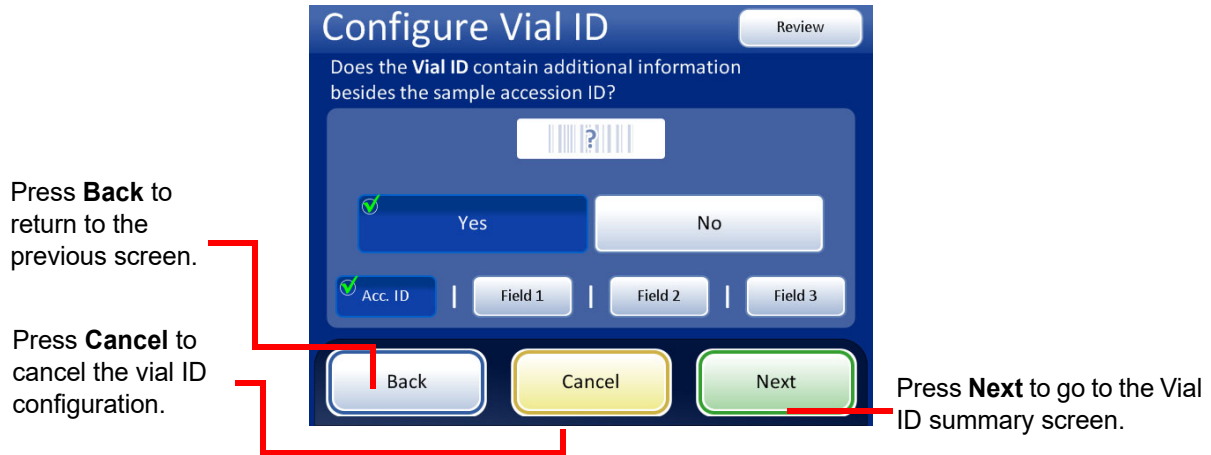 Configure Vial ID
Review
Does the Vial ID contain additional information
besides the sample accession ID?
?
Yes
No
Acc. ID | Field 1 | Field 2 | Field 3
Back
Cancel
Next
Press Back to
return to the
previous screen.
Press Cancel to
cancel the vial ID
configuration.
Press Next to go to the Vial
ID summary screen.